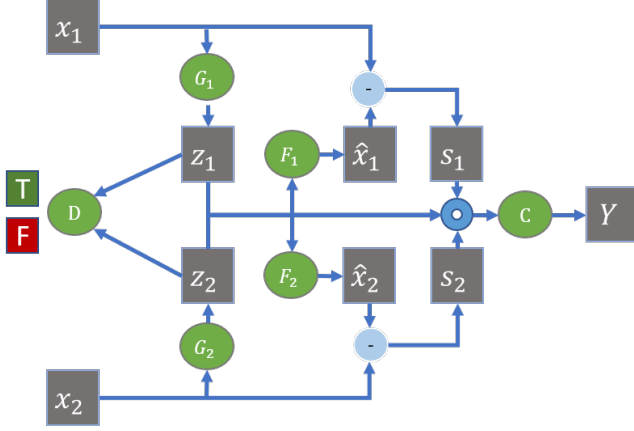 x₁
G₁
-
z₁
F₁
x̂₁
s₁
T
D
F
C
Y
z₂
F₂
x̂₂
s₂
G₂
-
x₂